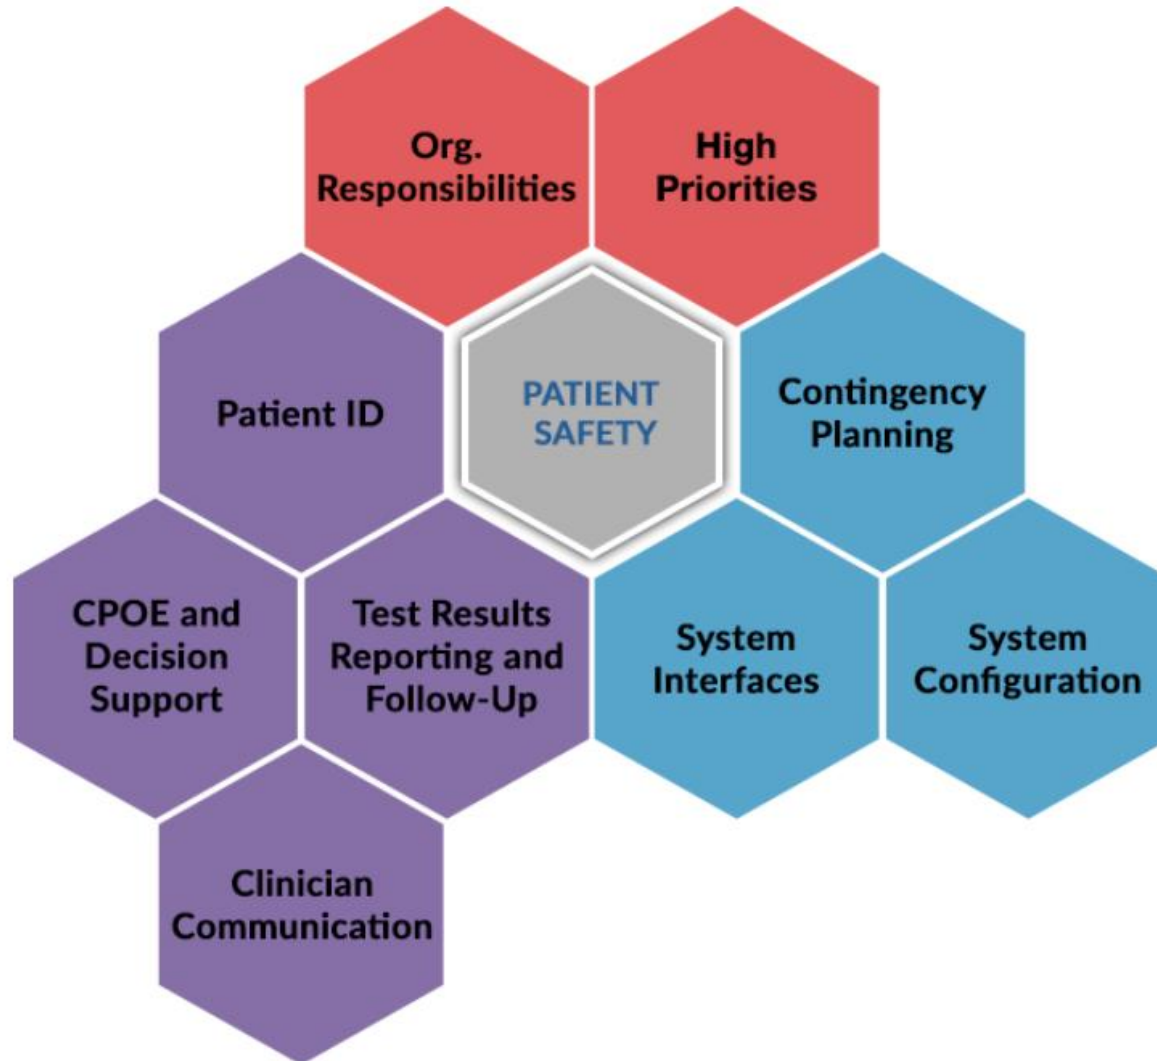 Org.
Responsibilities
High
Priorities
Patient ID
PATIENT
SAFETY
Contingency
Planning
CPOE and
Decision
Support
Test Results
Reporting and
Follow-Up
System
Interfaces
System
Configuration
Clinician
Communication